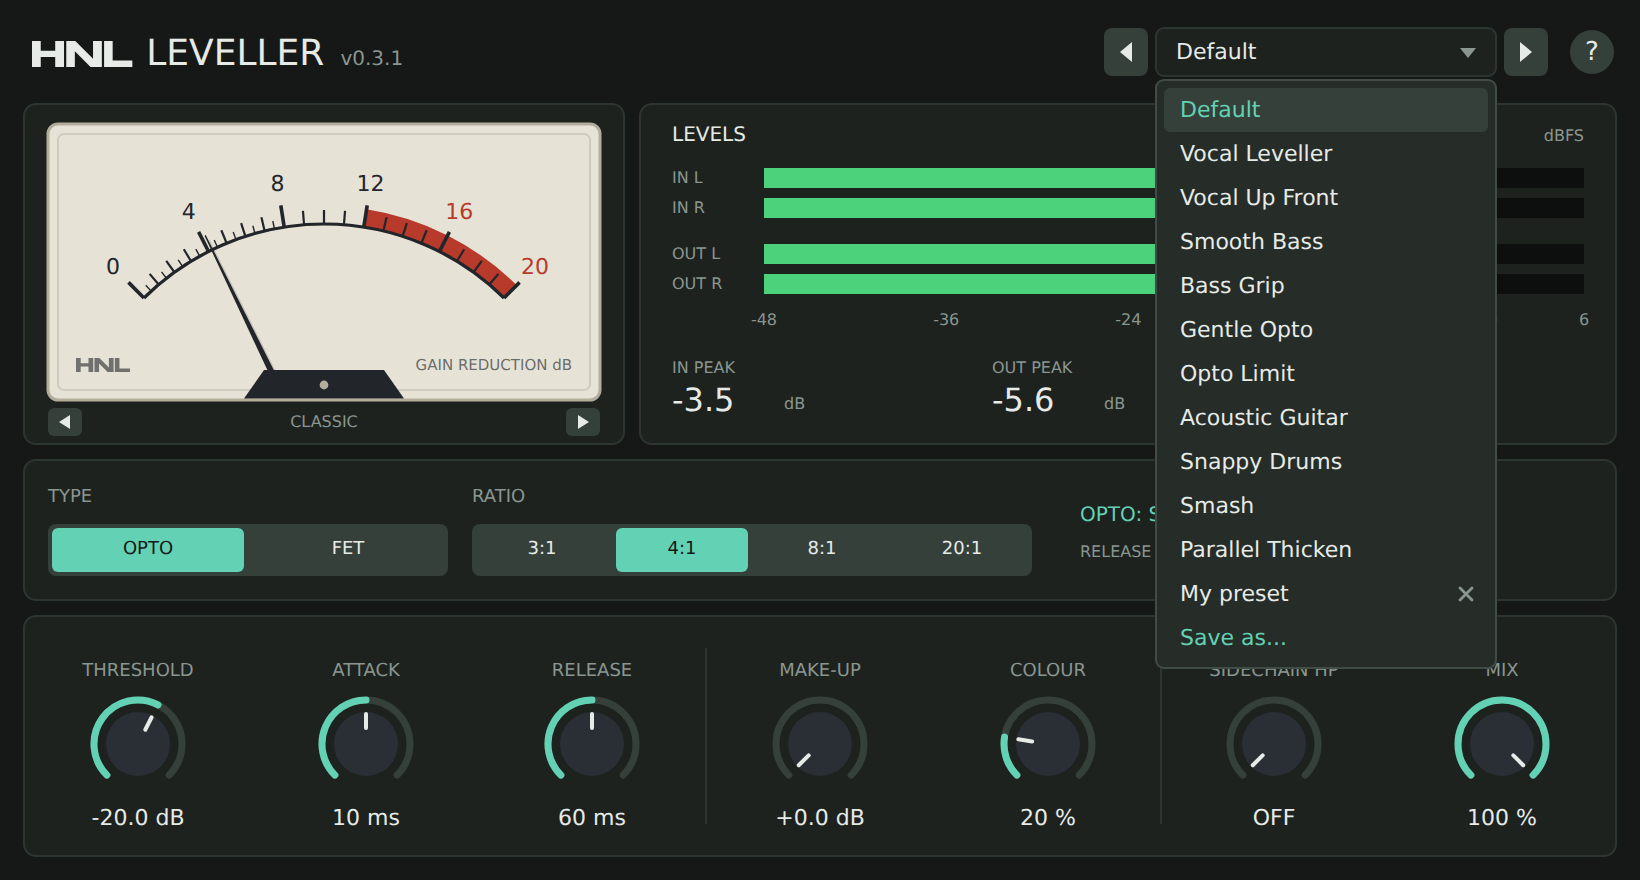 HNL LEVELLER v0.3.1
Default
?
Default
Vocal Leveller
Vocal Up Front
Smooth Bass
Bass Grip
Gentle Opto
Opto Limit
Acoustic Guitar
Snappy Drums
Smash
Parallel Thicken
My preset
Save as...
0 4 8 12 16 20
HNL
GAIN REDUCTION dB
CLASSIC
LEVELS
dBFS
IN L
IN R
OUT L
OUT R
-48 -36 -24 6
IN PEAK
-3.5 dB
OUT PEAK
-5.6 dB
TYPE
OPTO FET
RATIO
3:1 4:1 8:1 20:1
OPTO:
RELEASE
THRESHOLD ATTACK RELEASE MAKE-UP COLOUR SIDECHAIN HP MIX
-20.0 dB 10 ms 60 ms +0.0 dB 20 % OFF 100 %